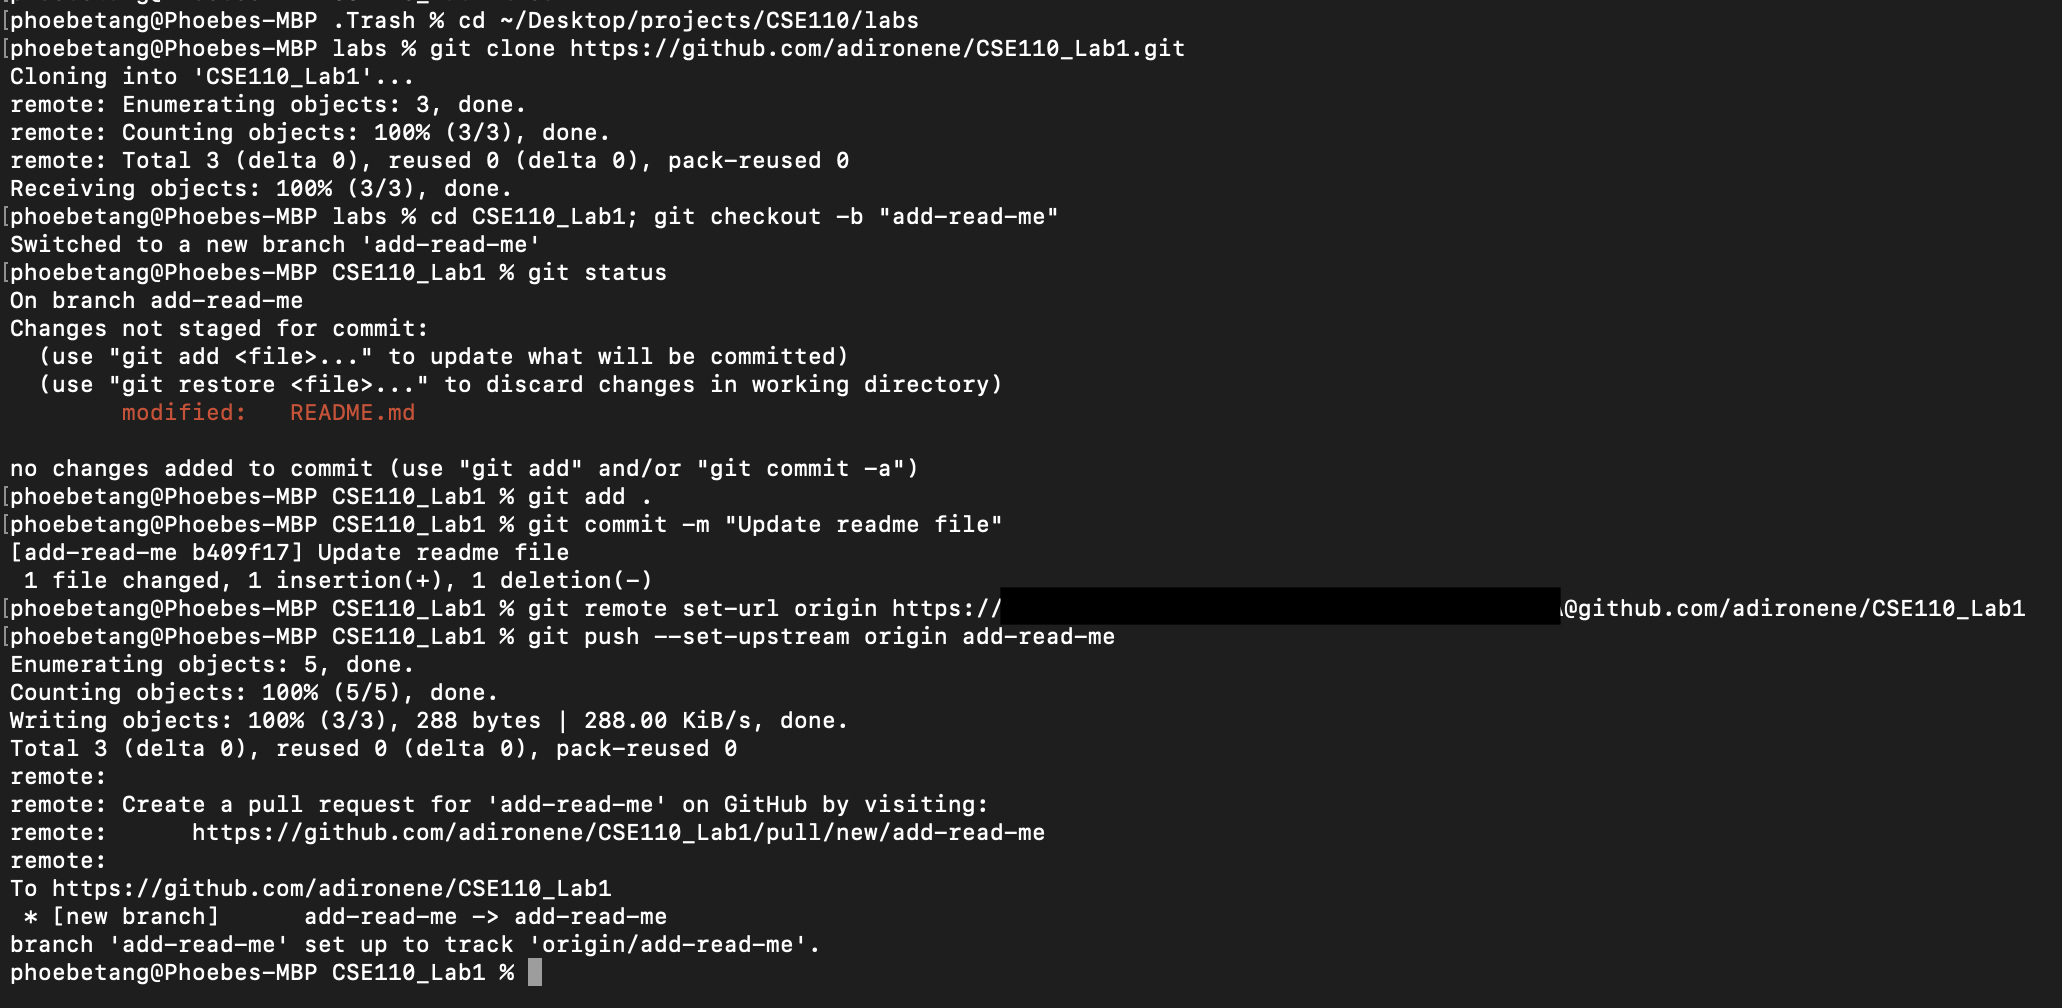 [phoebetang@Phoebes-MBP .Trash % cd ~/Desktop/projects/CSE110/labs
[phoebetang@Phoebes-MBP labs % git clone https://github.com/adironene/CSE110_Lab1.git
Cloning into 'CSE110_Lab1'...
remote: Enumerating objects: 3, done.
remote: Counting objects: 100% (3/3), done.
remote: Total 3 (delta 0), reused 0 (delta 0), pack-reused 0
Receiving objects: 100% (3/3), done.
[phoebetang@Phoebes-MBP labs % cd CSE110_Lab1; git checkout -b "add-read-me"
Switched to a new branch 'add-read-me'
[phoebetang@Phoebes-MBP CSE110_Lab1 % git status
On branch add-read-me
Changes not staged for commit:
  (use "git add <file>..." to update what will be committed)
  (use "git restore <file>..." to discard changes in working directory)
        modified:   README.md
no changes added to commit (use "git add" and/or "git commit -a")
[phoebetang@Phoebes-MBP CSE110_Lab1 % git add .
[phoebetang@Phoebes-MBP CSE110_Lab1 % git commit -m "Update readme file"
[add-read-me b409f17] Update readme file
 1 file changed, 1 insertion(+), 1 deletion(-)
[phoebetang@Phoebes-MBP CSE110_Lab1 % git remote set-url origin https://@github.com/adironene/CSE110_Lab1
[phoebetang@Phoebes-MBP CSE110_Lab1 % git push --set-upstream origin add-read-me
Enumerating objects: 5, done.
Counting objects: 100% (5/5), done.
Writing objects: 100% (3/3), 288 bytes | 288.00 KiB/s, done.
Total 3 (delta 0), reused 0 (delta 0), pack-reused 0
remote:
remote: Create a pull request for 'add-read-me' on GitHub by visiting:
remote:      https://github.com/adironene/CSE110_Lab1/pull/new/add-read-me
remote:
To https://github.com/adironene/CSE110_Lab1
 * [new branch]      add-read-me -> add-read-me
branch 'add-read-me' set up to track 'origin/add-read-me'.
phoebetang@Phoebes-MBP CSE110_Lab1 %